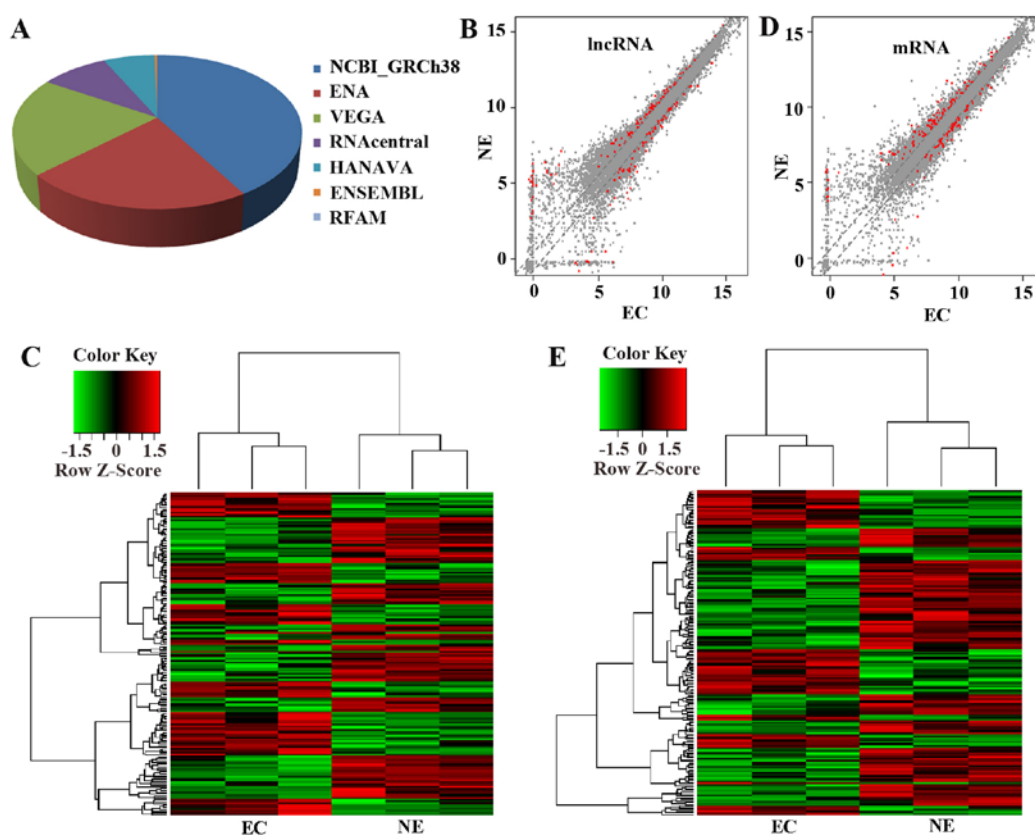 A
NCBI_GRCh38
ENA
VEGA
RNAcentral
HANAVA
ENSEMBL
RFAM
B
lncRNA
15
10
5
0
NE
0 5 10 15
EC
D
mRNA
15
10
5
0
NE
0 5 10 15
EC
C
Color Key
-1.5 0 1.5
Row Z-Score
EC NE
E
Color Key
-1.5 0 1.5
Row Z-Score
EC NE